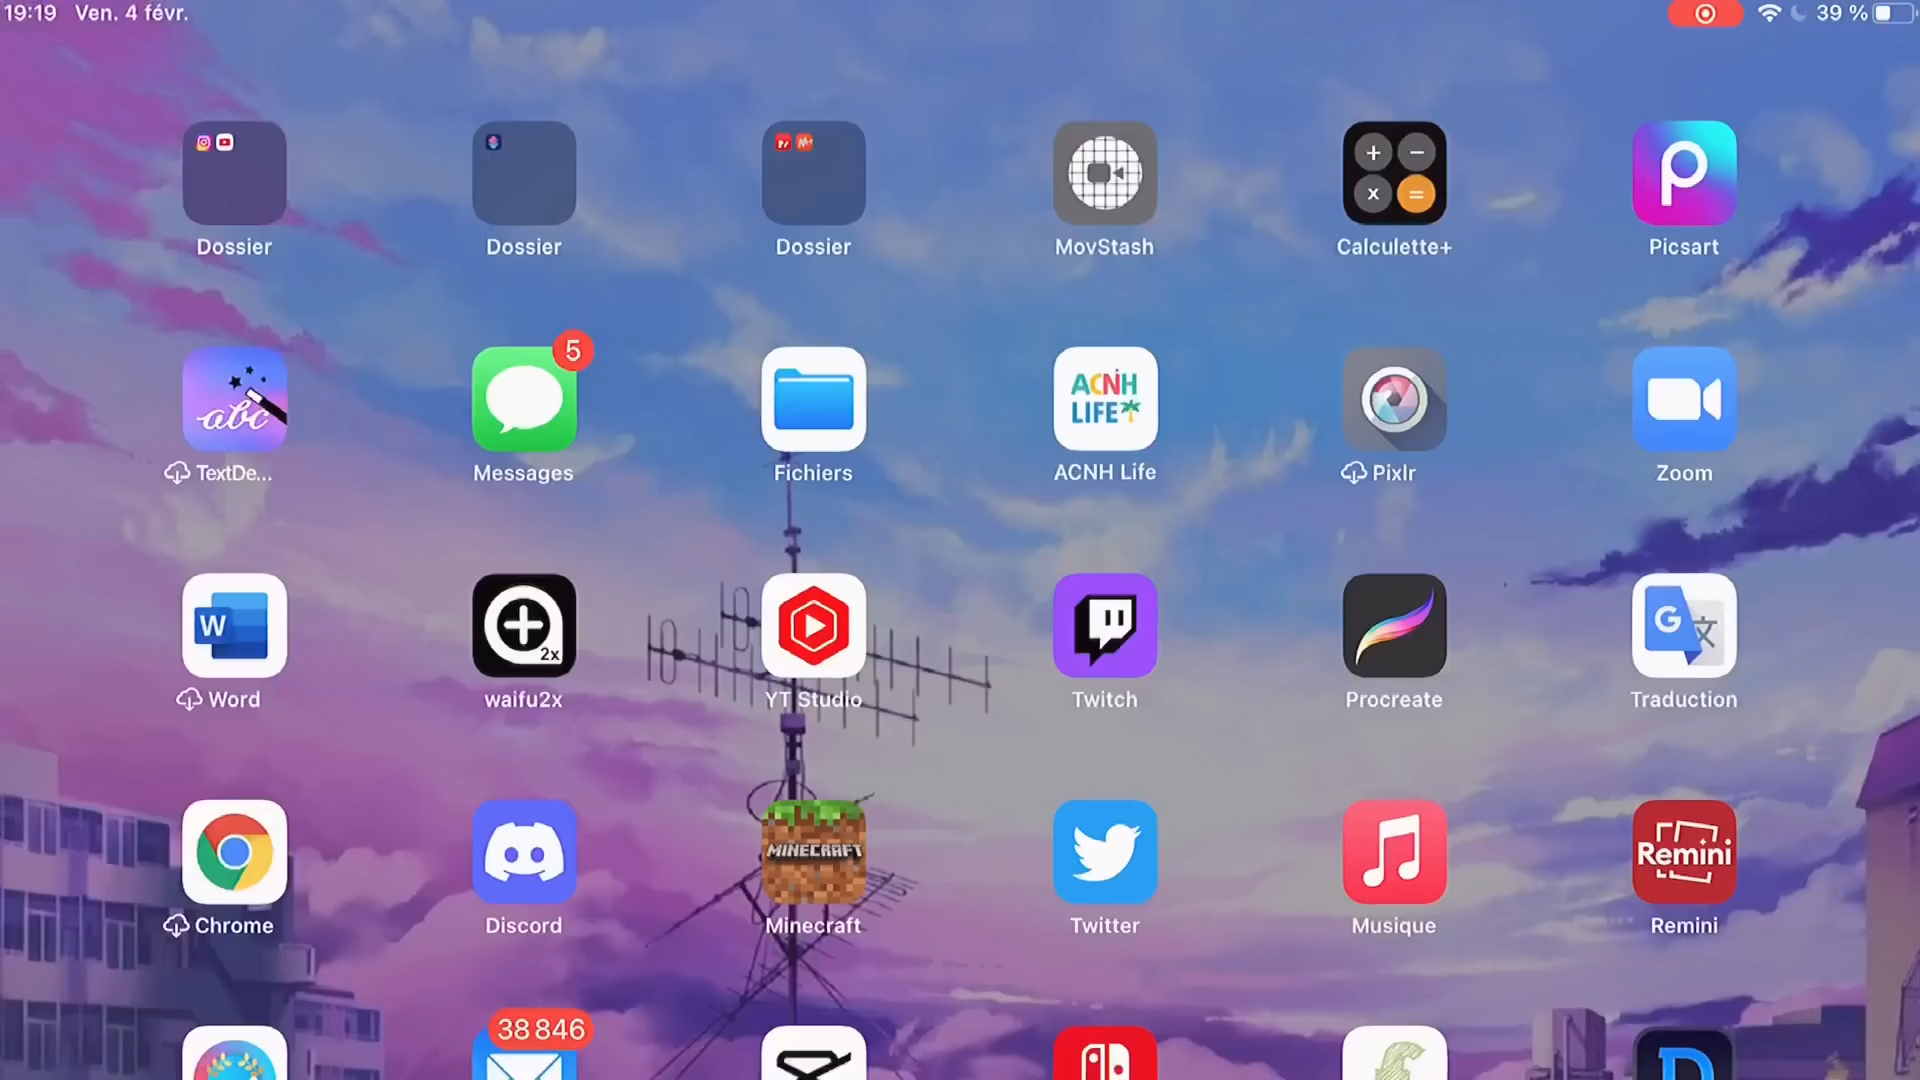 19:19 Ven. 4 févr. 39 %
Dossier Dossier Dossier MovStash Calculette+ Picsart
+ − x =
abc
5
ACNH
LIFE
TextDe... Messages Fichiers ACNH Life Pixlr Zoom
W 2x G 文
Word waifu2x YT Studio Twitch Procreate Traduction
MINECRAFT Remini
Chrome Discord Minecraft Twitter Musique Remini
38 846